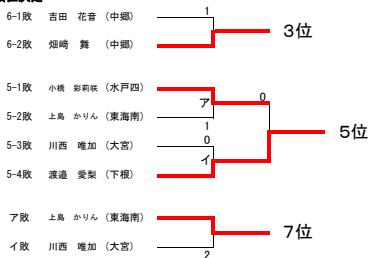 6-1敗 吉田 花音 (中郷) 1
3位
6-2敗 畑﨑 舞 (中郷)
5-1敗 小橋 彩莉咲 (水戸四)
ア 0
5-2敗 上島 かりん (東海南) 1
5位
5-3敗 川西 唯加 (大宮) 0
イ
5-4敗 渡邉 愛梨 (下根)
ア敗 上島 かりん (東海南)
7位
イ敗 川西 唯加 (大宮) 2